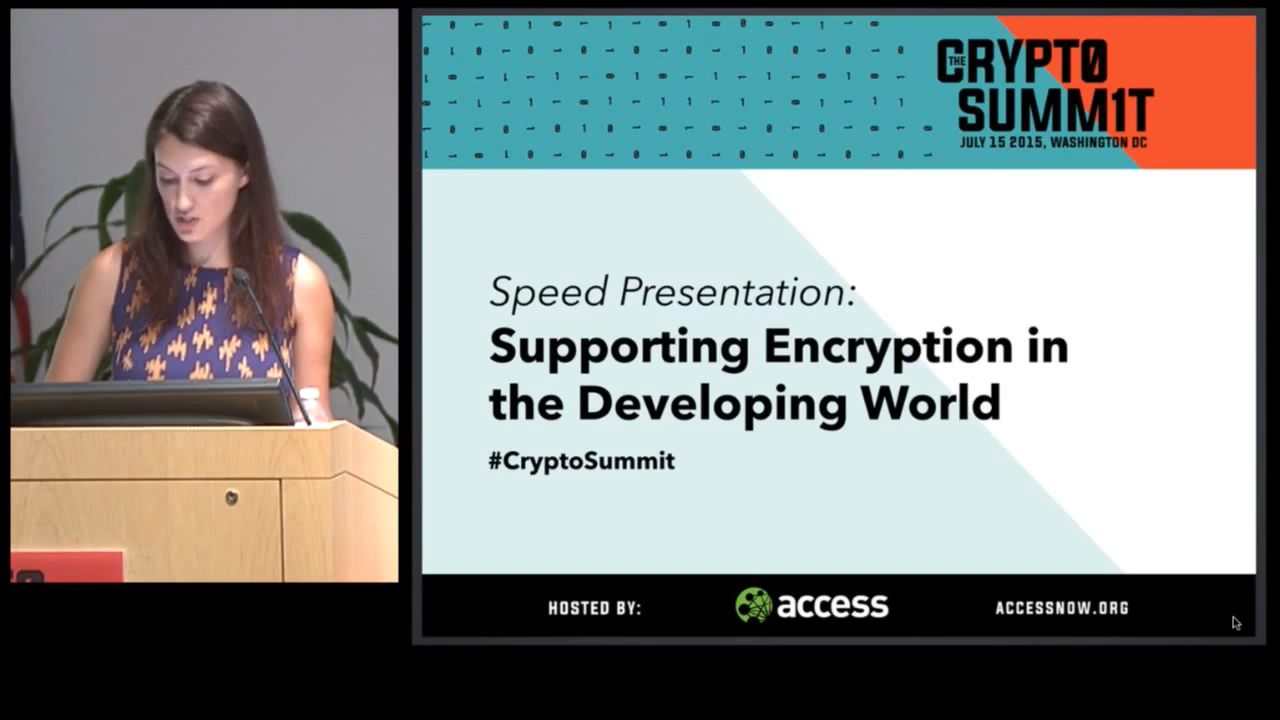 THE CRYPT0
SUMM1T
JULY 15 2015, WASHINGTON DC
Speed Presentation:
Supporting Encryption in
the Developing World
#CryptoSummit
HOSTED BY:
access
ACCESSNOW.ORG